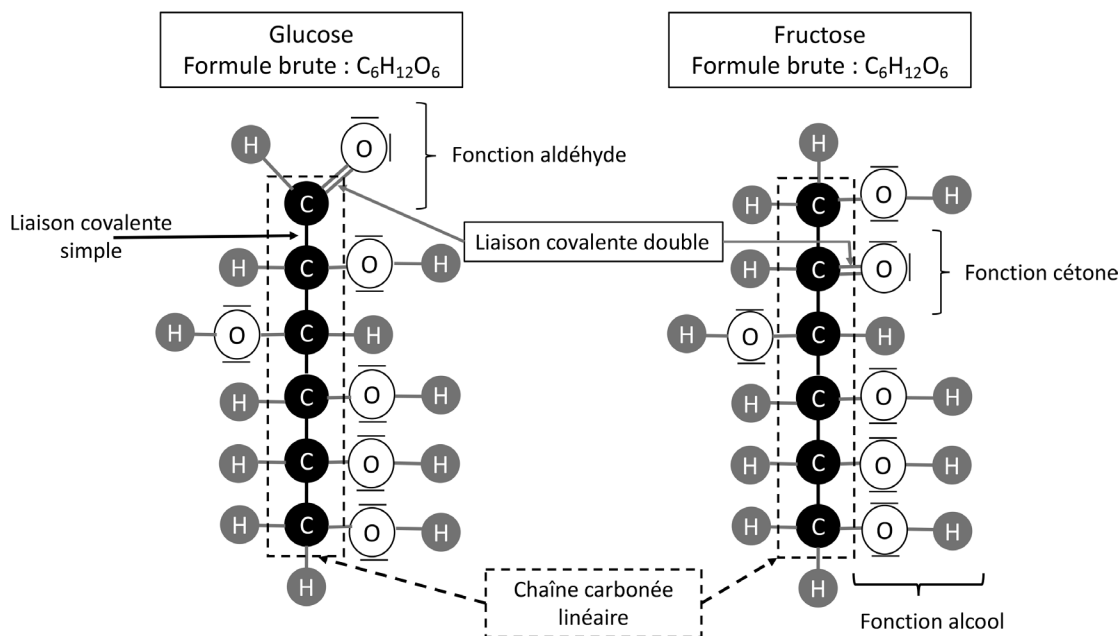 Glucose
Formule brute : C₆H₁₂O₆
Fructose
Formule brute : C₆H₁₂O₆
H
O
Fonction aldéhyde
H
C
H
C
O
H
Liaison covalente
simple
Liaison covalente double
H
C
O
H
H
C
O
Fonction cétone
H
O
C
H
H
O
C
H
H
C
O
H
H
C
O
H
H
C
O
H
H
C
O
H
H
C
O
H
H
C
O
H
H
H
Chaîne carbonée
linéaire
Fonction alcool